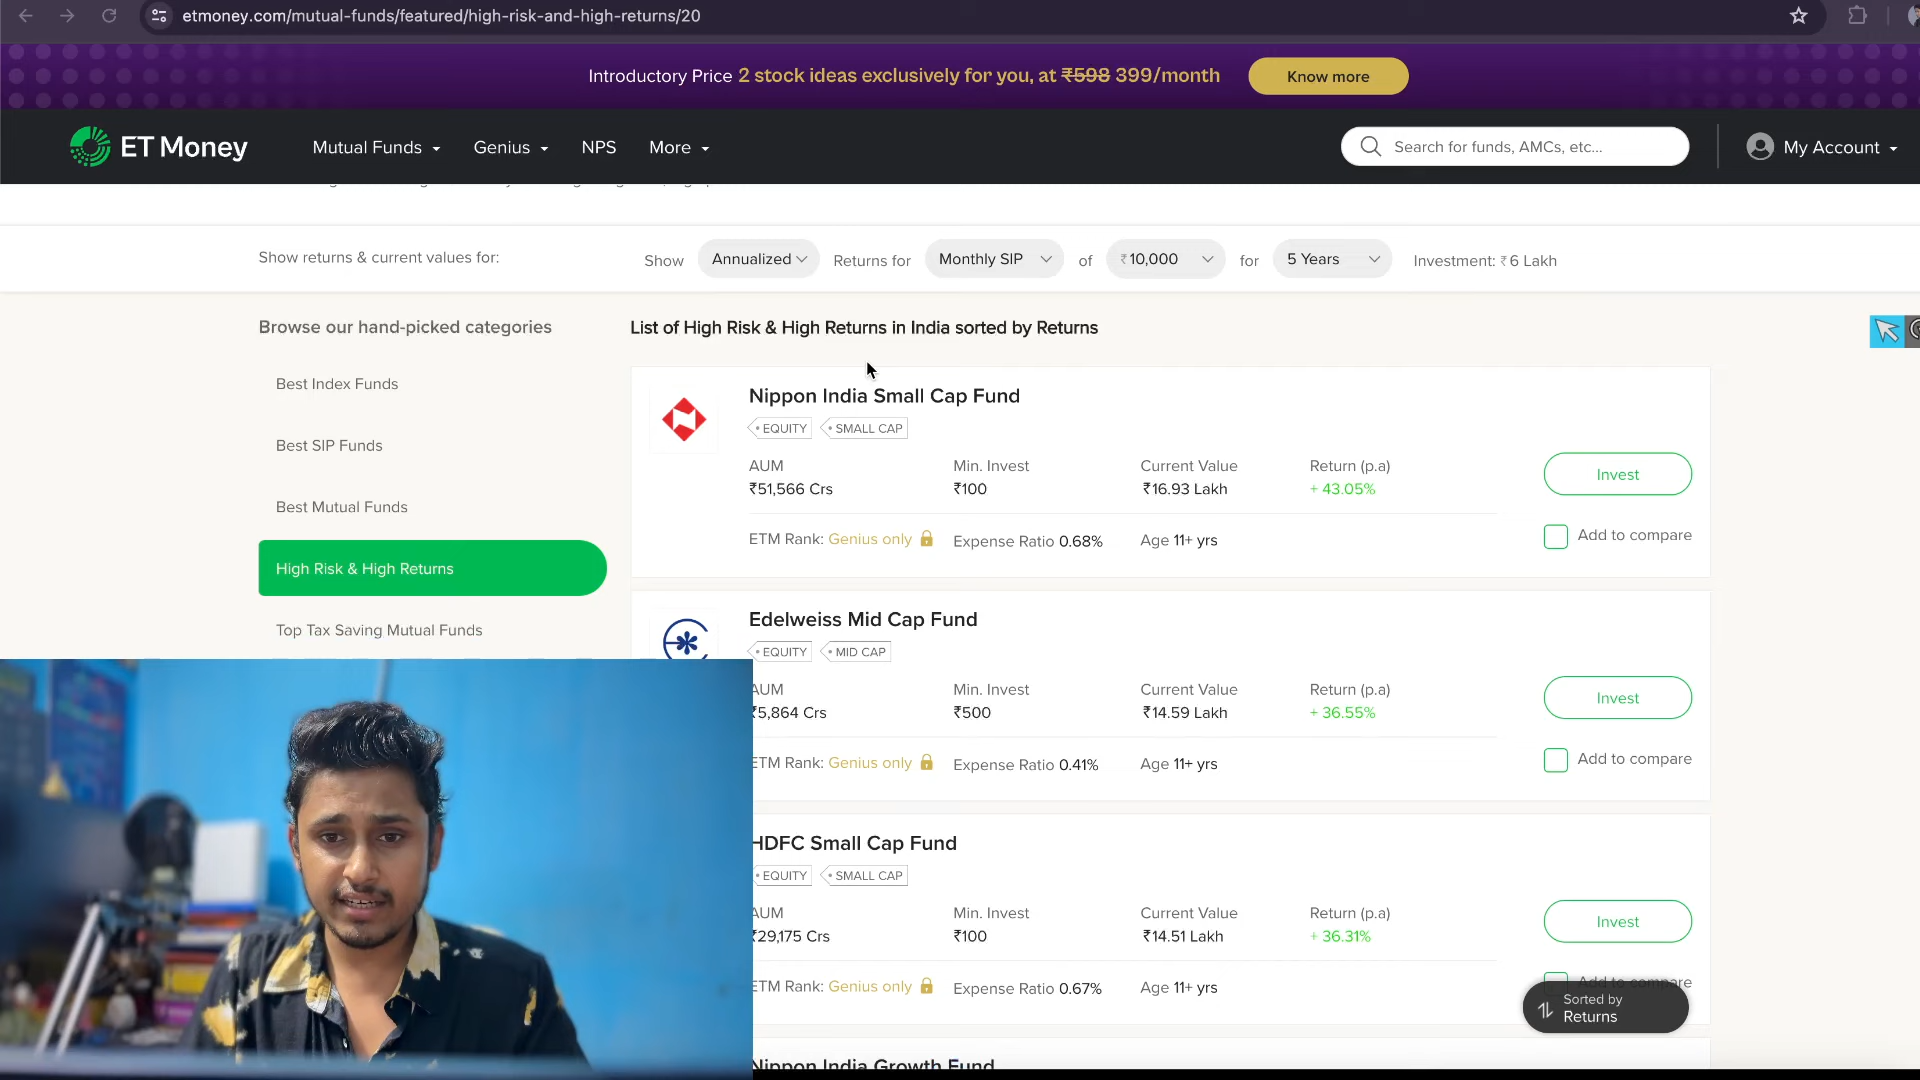 etmoney.com/mutual-funds/featured/high-risk-and-high-returns/20
Introductory Price 2 stock ideas exclusively for you, at ₹598 399/month
Know more
ET Money
Mutual Funds
Genius
NPS
More
Search for funds, AMCs, etc...
My Account
Show returns & current values for:
Show Annualized Returns for Monthly SIP of ₹10,000 for 5 Years Investment: ₹6 Lakh
Browse our hand-picked categories
Best Index Funds
Best SIP Funds
Best Mutual Funds
High Risk & High Returns
Top Tax Saving Mutual Funds
List of High Risk & High Returns in India sorted by Returns
Nippon India Small Cap Fund
• EQUITY • SMALL CAP
AUM Min. Invest Current Value Return (p.a)
₹51,566 Crs ₹100 ₹16.93 Lakh + 43.05%
Invest
ETM Rank: Genius only Expense Ratio 0.68% Age 11+ yrs
Add to compare
Edelweiss Mid Cap Fund
• EQUITY • MID CAP
AUM Min. Invest Current Value Return (p.a)
₹5,864 Crs ₹500 ₹14.59 Lakh + 36.55%
Invest
ETM Rank: Genius only Expense Ratio 0.41% Age 11+ yrs
Add to compare
HDFC Small Cap Fund
• EQUITY • SMALL CAP
AUM Min. Invest Current Value Return (p.a)
₹29,175 Crs ₹100 ₹14.51 Lakh + 36.31%
Invest
ETM Rank: Genius only Expense Ratio 0.67% Age 11+ yrs
Add to compare
Sorted by
Returns
Nippon India Growth Fund